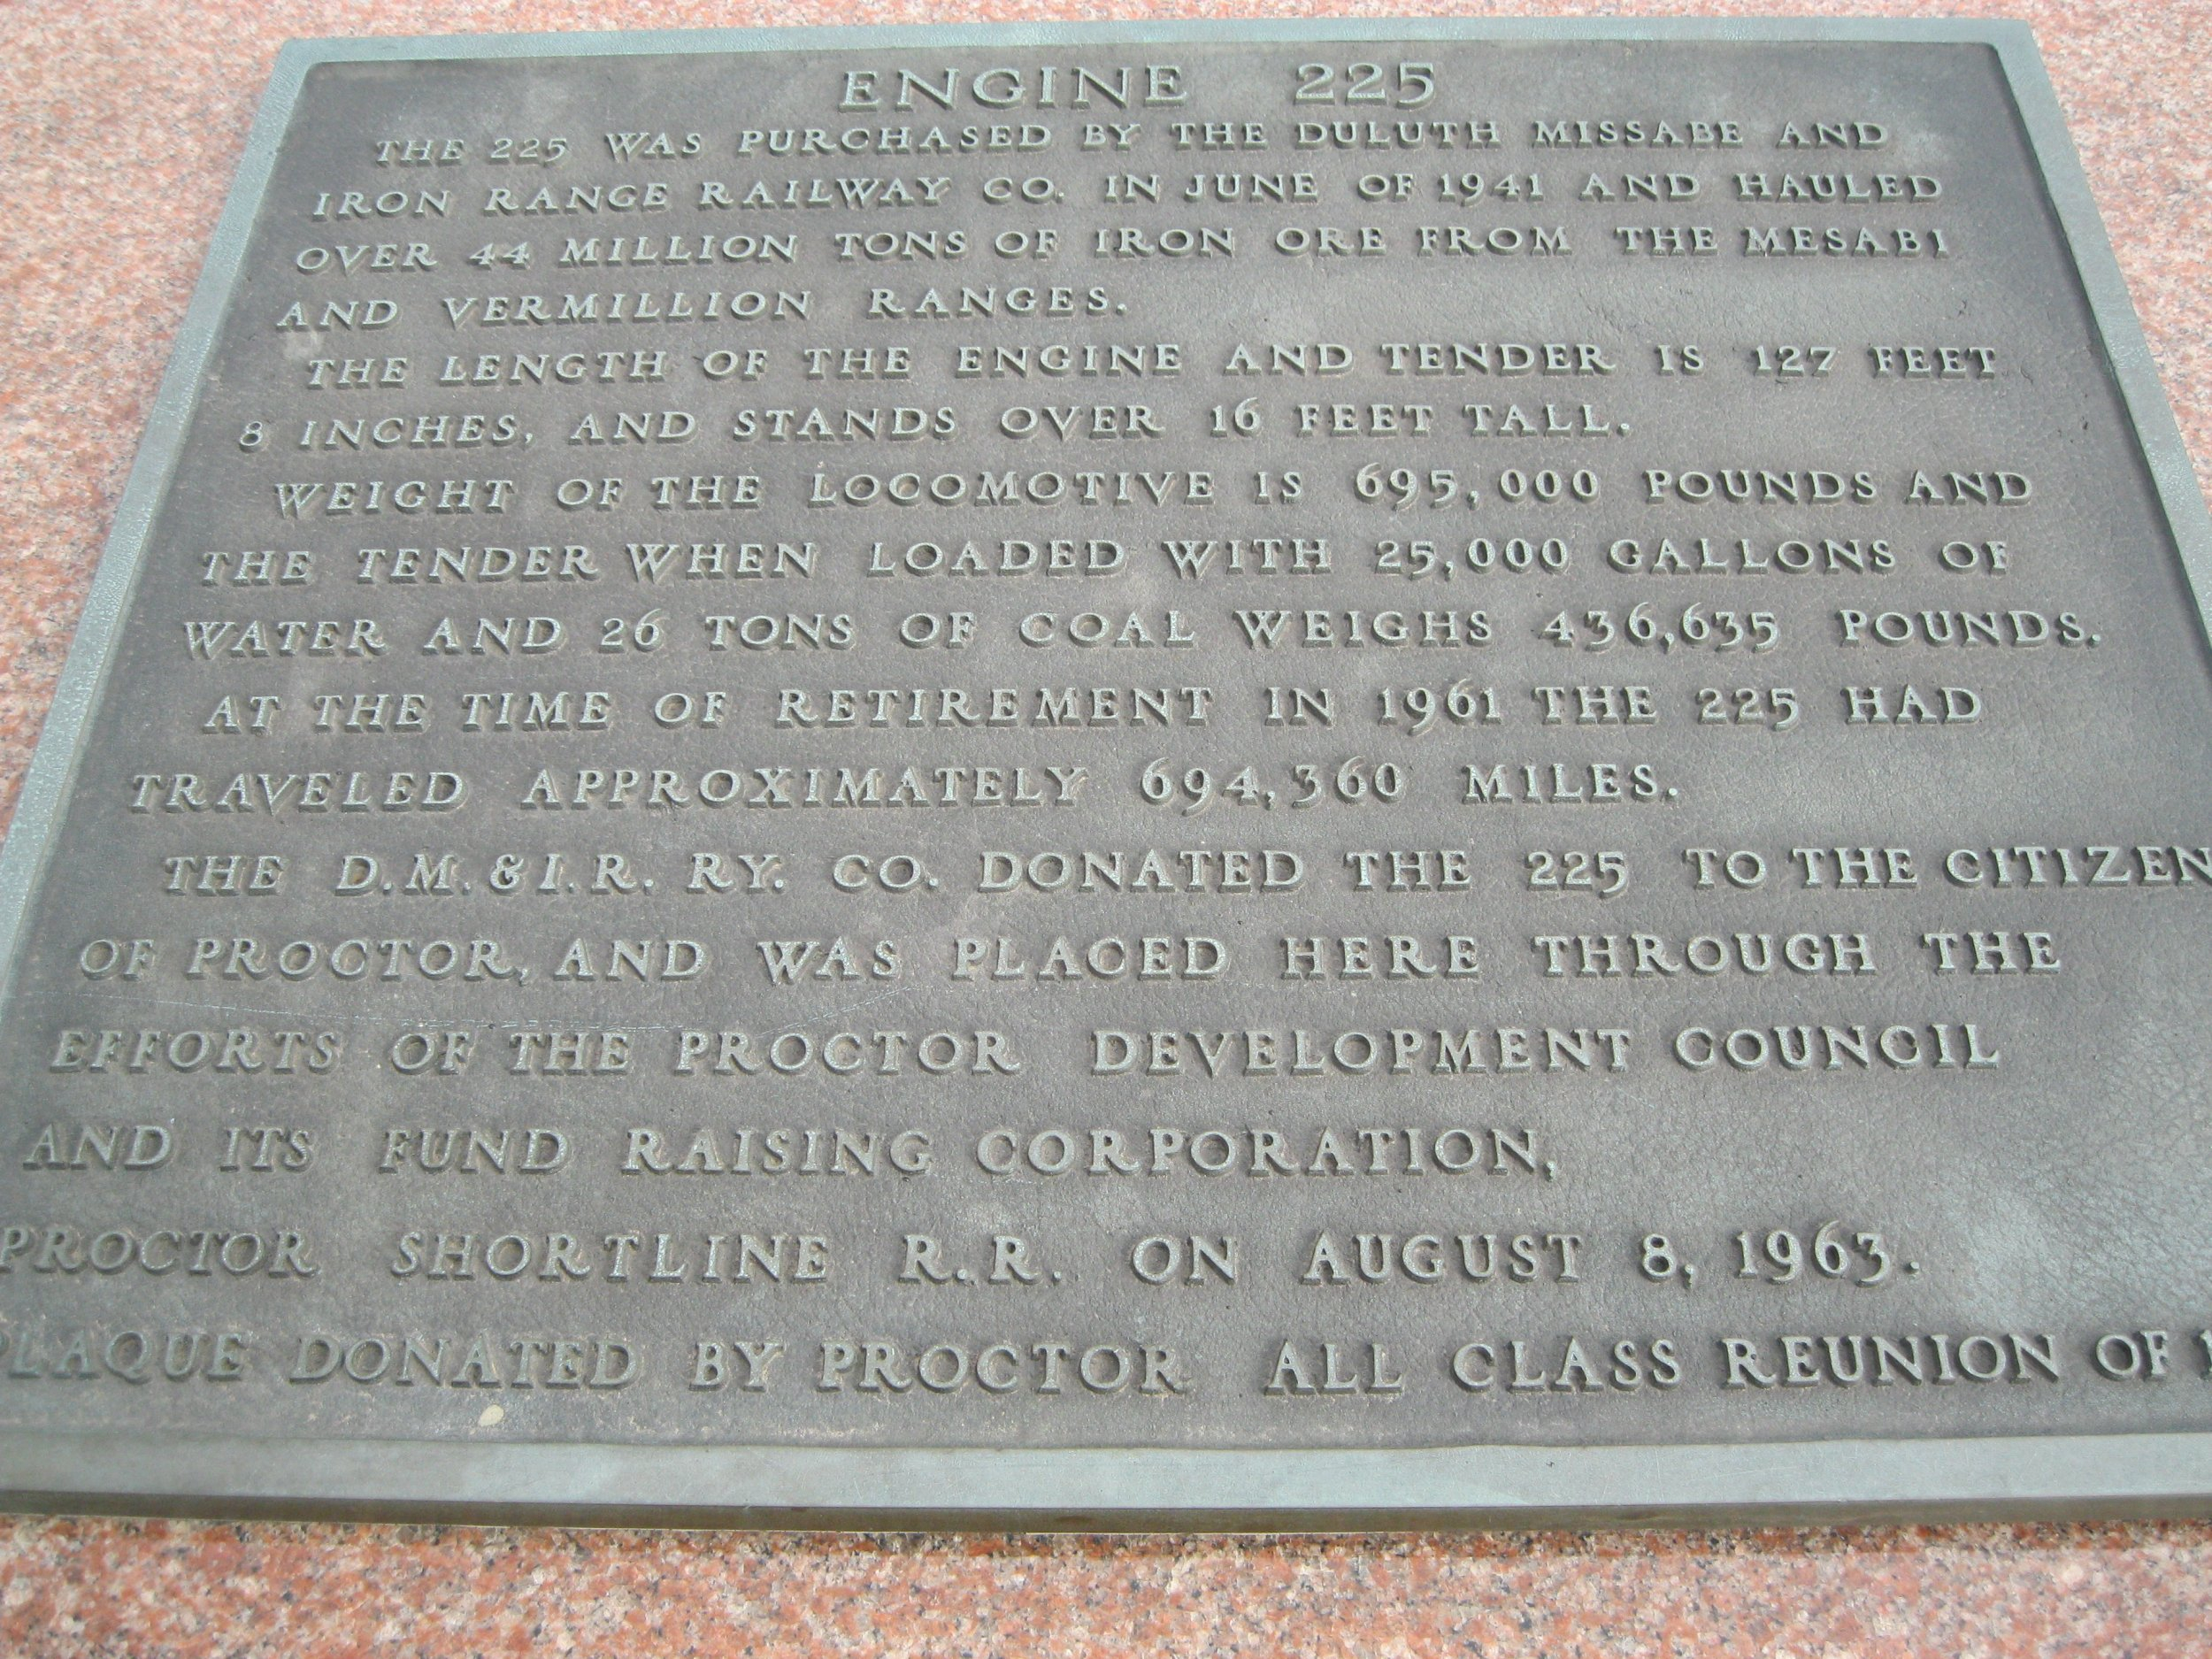 ENGINE 225
THE 225 WAS PURCHASED BY THE DULUTH MISSABE AND
IRON RANGE RAILWAY CO. IN JUNE OF 1941 AND HAULED
OVER 44 MILLION TONS OF IRON ORE FROM THE MESABI
AND VERMILLION RANGES.
THE LENGTH OF THE ENGINE AND TENDER IS 127 FEET
8 INCHES, AND STANDS OVER 16 FEET TALL.
WEIGHT OF THE LOCOMOTIVE IS 695,000 POUNDS AND
THE TENDER WHEN LOADED WITH 25,000 GALLONS OF
WATER AND 26 TONS OF COAL WEIGHS 436,635 POUNDS.
AT THE TIME OF RETIREMENT IN 1961 THE 225 HAD
TRAVELED APPROXIMATELY 694,360 MILES.
THE D.M.&I.R. RY. CO. DONATED THE 225 TO THE CITIZEN
OF PROCTOR, AND WAS PLACED HERE THROUGH THE
EFFORTS OF THE PROCTOR DEVELOPMENT COUNCIL
AND ITS FUND RAISING CORPORATION,
PROCTOR SHORTLINE R.R. ON AUGUST 8, 1963.
PLAQUE DONATED BY PROCTOR ALL CLASS REUNION OF